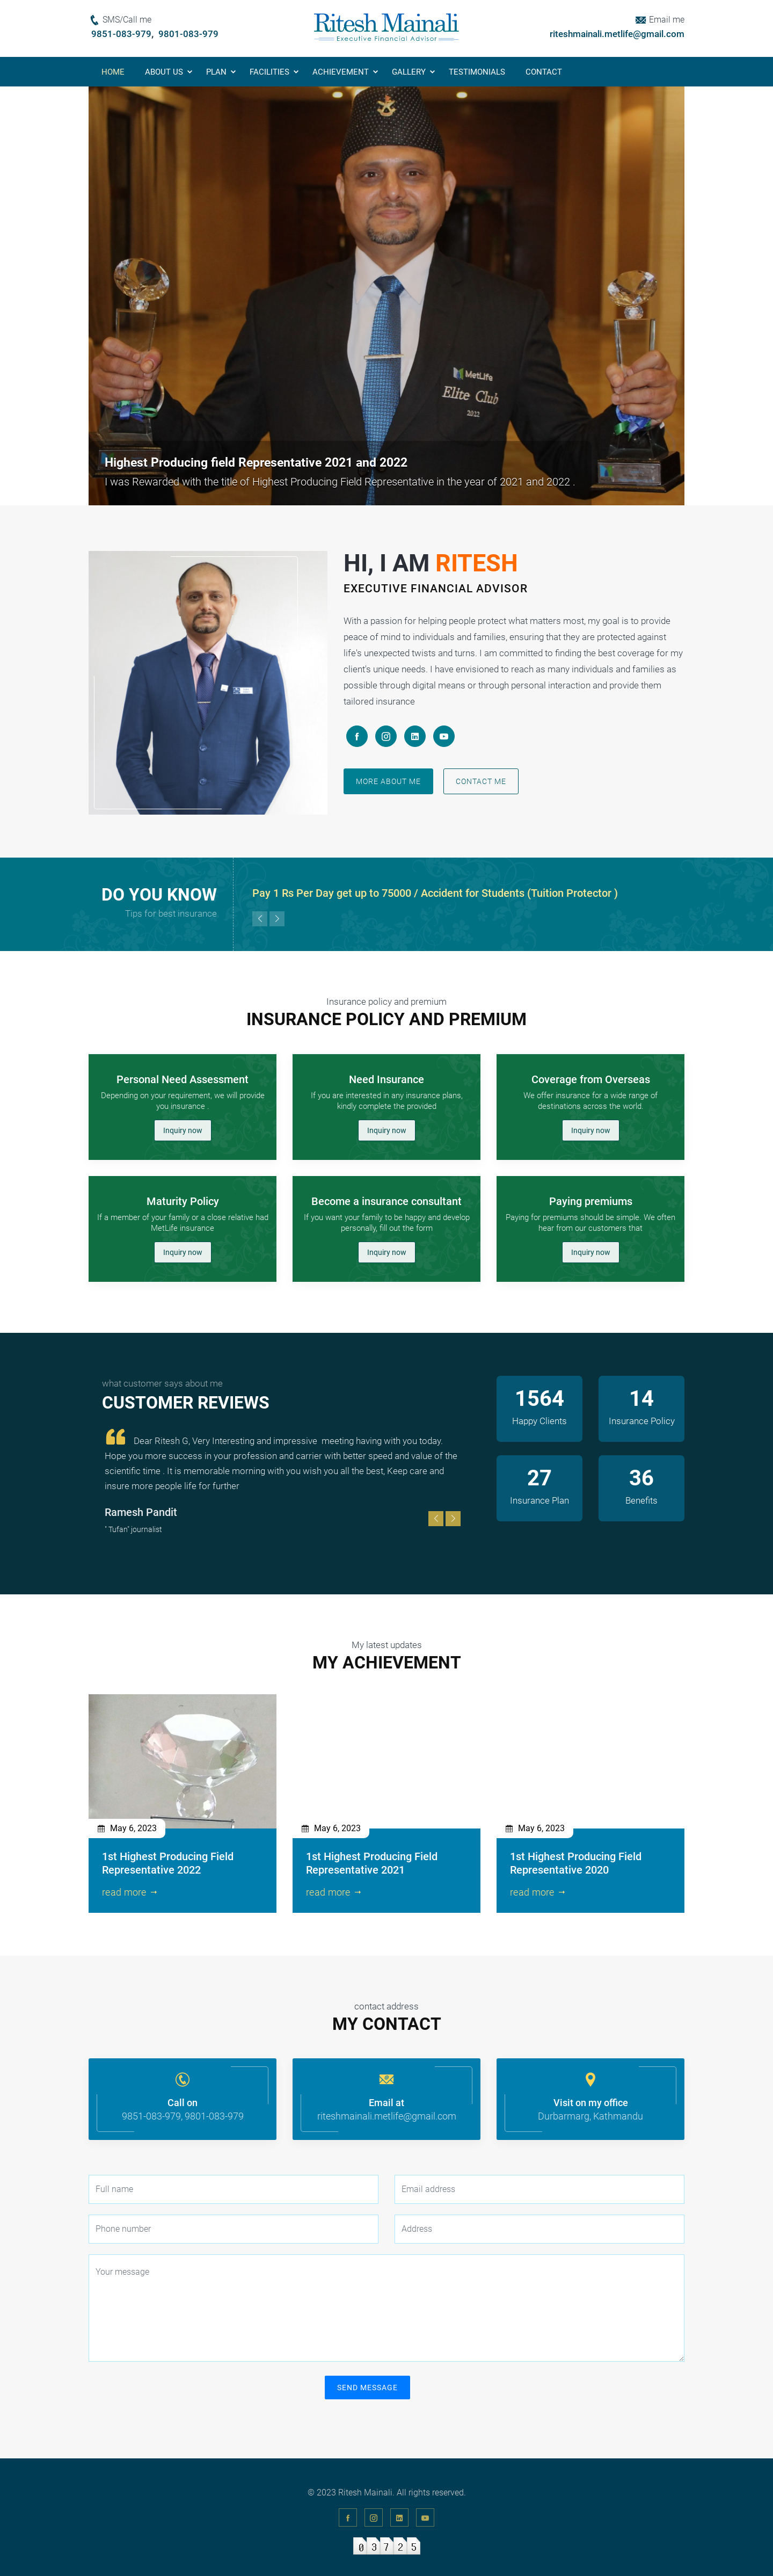 SMS/Call me
9851-083-979, 9801-083-979
Ritesh Mainali
Executive Financial Advisor
Email me
riteshmainali.metlife@gmail.com
HOME ABOUT US PLAN FACILITIES ACHIEVEMENT GALLERY TESTIMONIALS CONTACT
MetLife
Elite Club
2022
Highest Producing field Representative 2021 and 2022
I was Rewarded with the title of Highest Producing Field Representative in the year of 2021 and 2022 .
HI, I AM RITESH
EXECUTIVE FINANCIAL ADVISOR
With a passion for helping people protect what matters most, my goal is to provide
peace of mind to individuals and families, ensuring that they are protected against
life's unexpected twists and turns. I am committed to finding the best coverage for my
client's unique needs. I have envisioned to reach as many individuals and families as
possible through digital means or through personal interaction and provide them
tailored insurance
MORE ABOUT ME CONTACT ME
DO YOU KNOW
Tips for best insurance
Pay 1 Rs Per Day get up to 75000 / Accident for Students (Tuition Protector )
Insurance policy and premium
INSURANCE POLICY AND PREMIUM
Personal Need Assessment
Depending on your requirement, we will provide
you insurance .
Inquiry now
Need Insurance
If you are interested in any insurance plans,
kindly complete the provided
Inquiry now
Coverage from Overseas
We offer insurance for a wide range of
destinations across the world.
Inquiry now
Maturity Policy
If a member of your family or a close relative had
MetLife insurance
Inquiry now
Become a insurance consultant
If you want your family to be happy and develop
personally, fill out the form
Inquiry now
Paying premiums
Paying for premiums should be simple. We often
hear from our customers that
Inquiry now
what customer says about me
CUSTOMER REVIEWS
Dear Ritesh G, Very Interesting and impressive meeting having with you today.
Hope you more success in your profession and carrier with better speed and value of the
scientific time . It is memorable morning with you wish you all the best, Keep care and
insure more people life for further
Ramesh Pandit
" Tufan" journalist
1564
Happy Clients
14
Insurance Policy
27
Insurance Plan
36
Benefits
My latest updates
MY ACHIEVEMENT
May 6, 2023
1st Highest Producing Field
Representative 2022
read more →
May 6, 2023
1st Highest Producing Field
Representative 2021
read more →
May 6, 2023
1st Highest Producing Field
Representative 2020
read more →
contact address
MY CONTACT
Call on
9851-083-979, 9801-083-979
Email at
riteshmainali.metlife@gmail.com
Visit on my office
Durbarmarg, Kathmandu
Full name
Email address
Phone number
Address
Your message
SEND MESSAGE
© 2023 Ritesh Mainali. All rights reserved.
03725